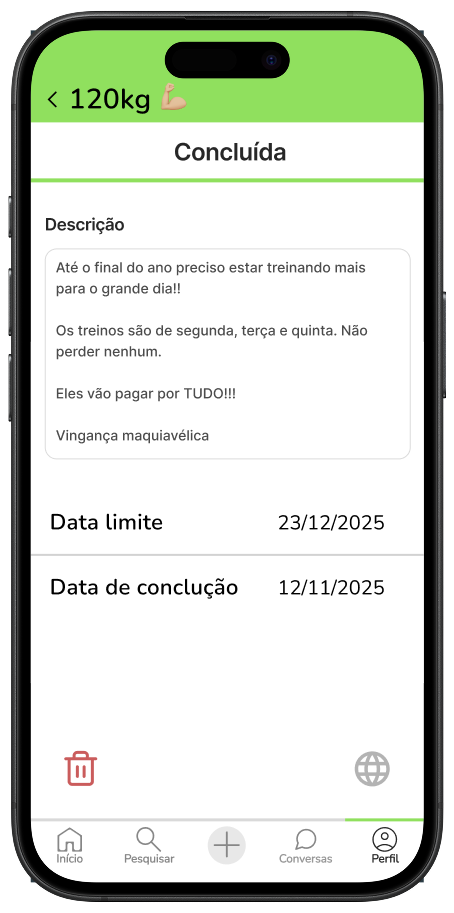 120kg 💪🏼
Concluída
Descrição
Até o final do ano preciso estar treinando mais
para o grande dia!!
Os treinos são de segunda, terça e quinta. Não
perder nenhum.
Eles vão pagar por TUDO!!!
Vingança maquiavélica
Data limite 23/12/2025
Data de conclução 12/11/2025
Início Pesquisar Conversas Perfil